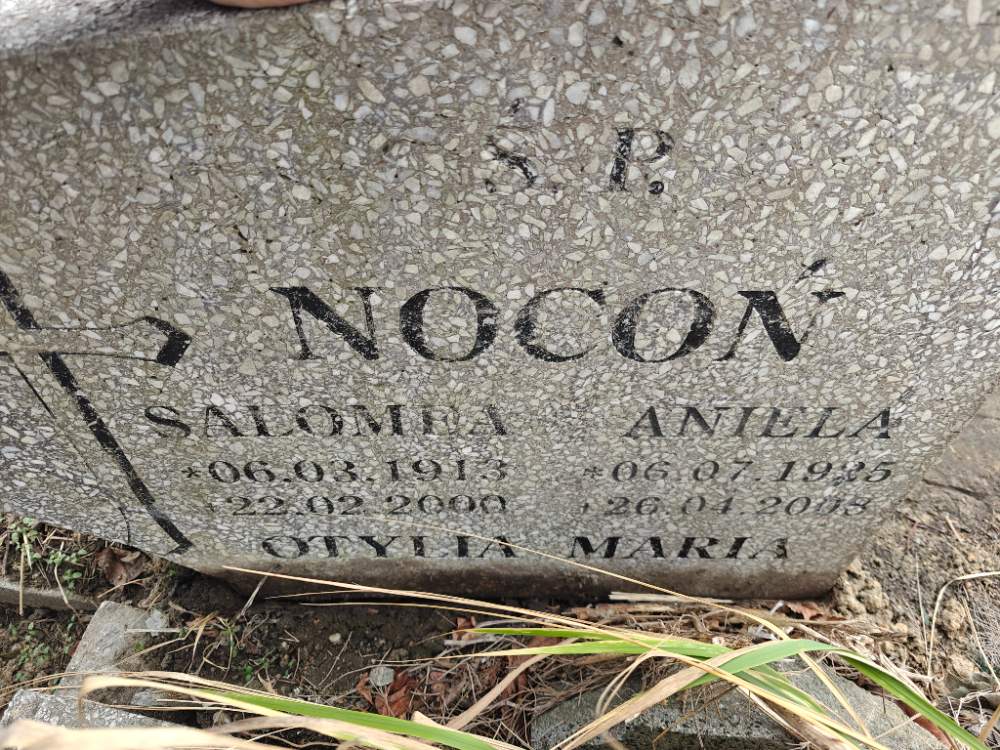 Ś. P.
NOCOŃ
SALOMEA ANIELA
*06.03.1913 *06.07.1925
+22.02.2000 +26.04.2008
OTYLIA MARIA